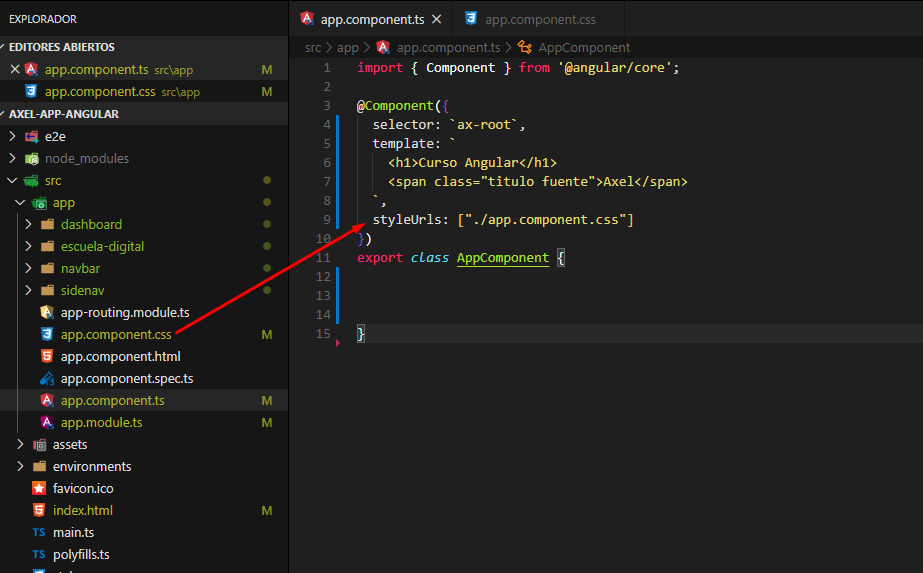 EXPLORADOR
EDITORES ABIERTOS
app.component.ts src\app M
app.component.css src\app M
AXEL-APP-ANGULAR
e2e
node_modules
src
app
dashboard
escuela-digital
navbar
sidenav
app-routing.module.ts
app.component.css M
app.component.html
app.component.spec.ts
app.component.ts M
app.module.ts M
assets
environments
favicon.ico
index.html M
TS main.ts
TS polyfills.ts
app.component.ts
app.component.css
src > app > app.component.ts > AppComponent
1 import { Component } from '@angular/core';
2
3 @Component({
4 selector: `ax-root`,
5 template: `
6 <h1>Curso Angular</h1>
7 <span class="titulo fuente">Axel</span>
8 `,
9 styleUrls: ["./app.component.css"]
10 })
11 export class AppComponent {
12
13
14
15 }